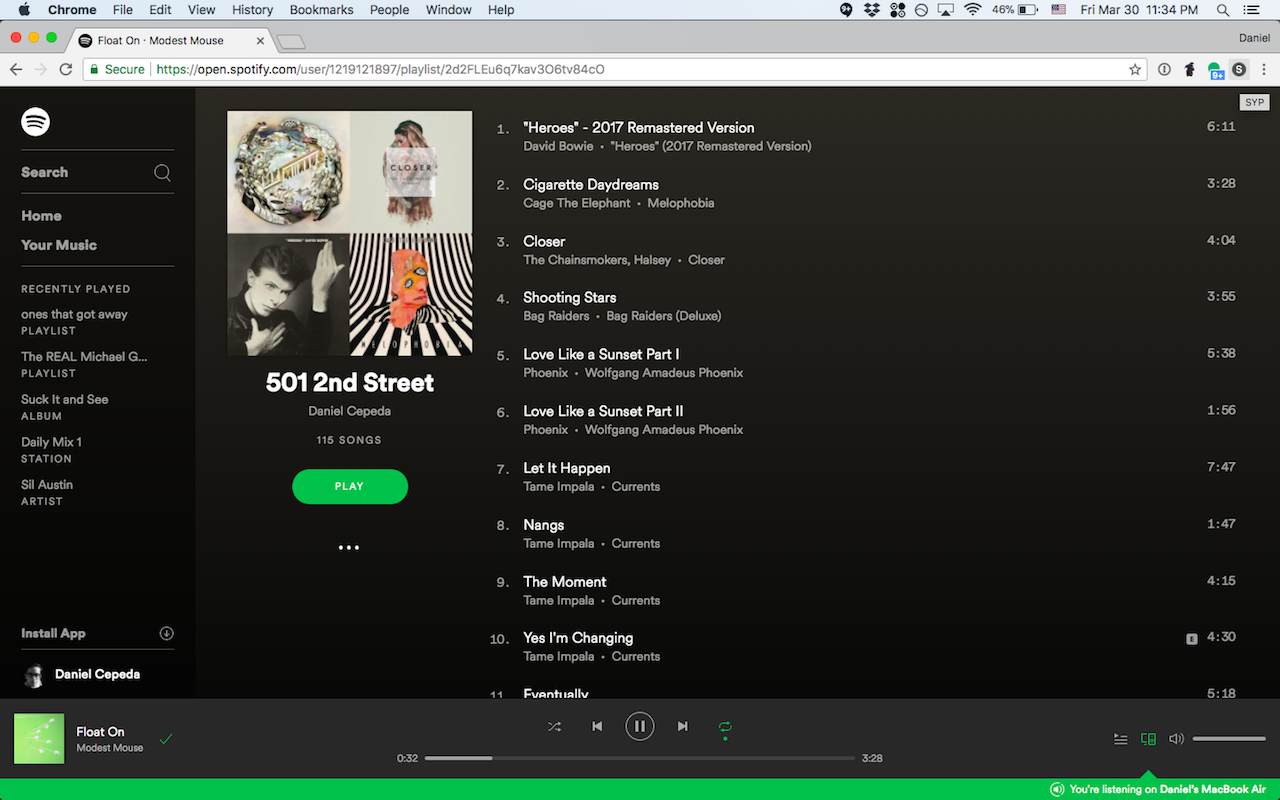 Chrome File Edit View History Bookmarks People Window Help 46% Fri Mar 30 11:34 PM
Float On · Modest Mouse Daniel
Secure https://open.spotify.com/user/1219121897/playlist/2d2FLEu6q7kav3O6tv84cO
SYP
Search
Home
Your Music
RECENTLY PLAYED
ones that got away
PLAYLIST
The REAL Michael G...
PLAYLIST
Suck It and See
ALBUM
Daily Mix 1
STATION
Sil Austin
ARTIST
Install App
Daniel Cepeda
CLOSER
MELOPHOBIA
501 2nd Street
Daniel Cepeda
115 SONGS
PLAY
1. "Heroes" - 2017 Remastered Version 6:11
David Bowie • "Heroes" (2017 Remastered Version)
2. Cigarette Daydreams 3:28
Cage The Elephant • Melophobia
3. Closer 4:04
The Chainsmokers, Halsey • Closer
4. Shooting Stars 3:55
Bag Raiders • Bag Raiders (Deluxe)
5. Love Like a Sunset Part I 5:38
Phoenix • Wolfgang Amadeus Phoenix
6. Love Like a Sunset Part II 1:56
Phoenix • Wolfgang Amadeus Phoenix
7. Let It Happen 7:47
Tame Impala • Currents
8. Nangs 1:47
Tame Impala • Currents
9. The Moment 4:15
Tame Impala • Currents
10. Yes I'm Changing E 4:30
Tame Impala • Currents
11. Eventually 5:18
Float On
Modest Mouse
0:32 3:28
You're listening on Daniel's MacBook Air